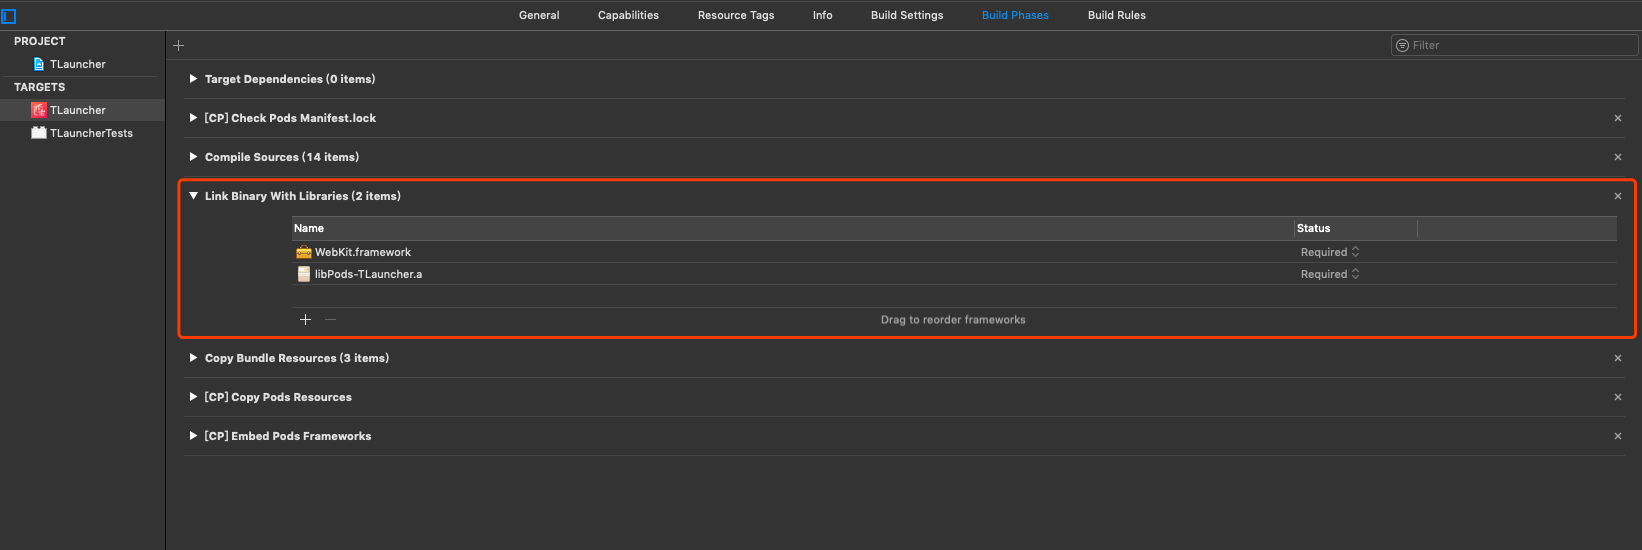 General Capabilities Resource Tags Info Build Settings Build Phases Build Rules
PROJECT
TLauncher
TARGETS
TLauncher
TLauncherTests
Filter
Target Dependencies (0 items)
[CP] Check Pods Manifest.lock
Compile Sources (14 items)
Link Binary With Libraries (2 items)
Name Status
WebKit.framework Required
libPods-TLauncher.a Required
Drag to reorder frameworks
Copy Bundle Resources (3 items)
[CP] Copy Pods Resources
[CP] Embed Pods Frameworks